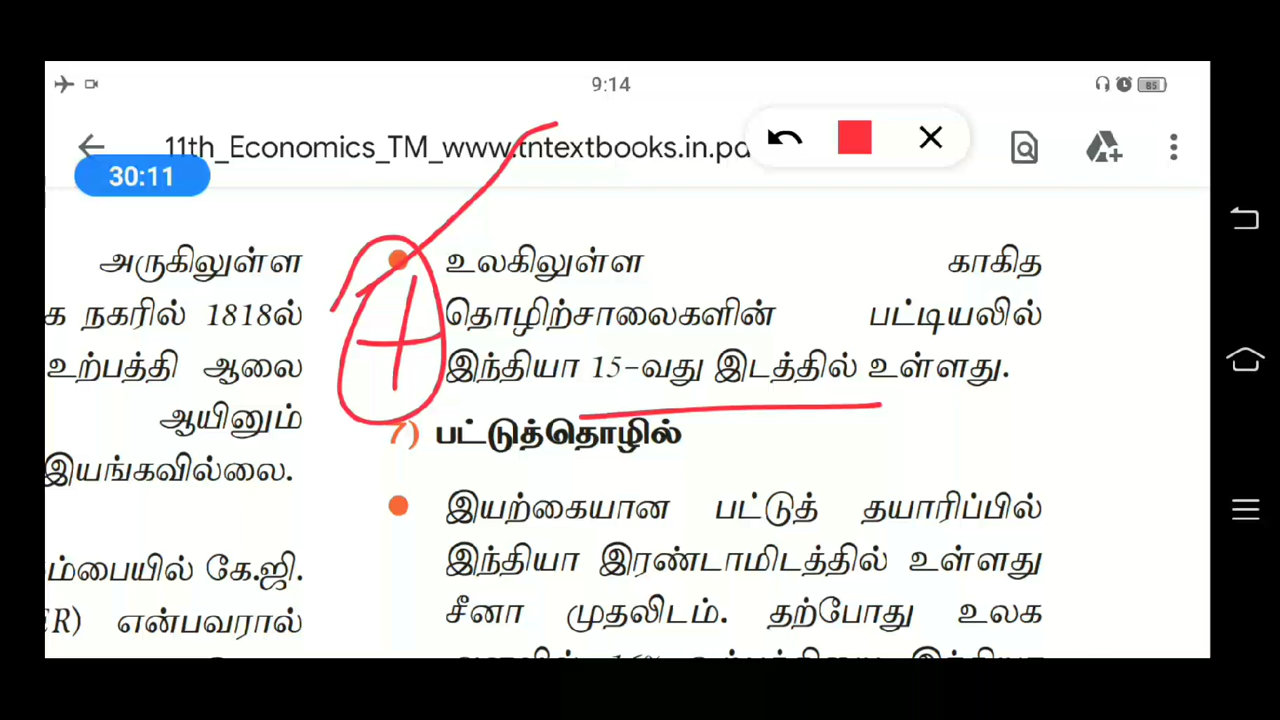 9:14
85
11th_Economics_TM_www.tntextbooks.in.pd
30:11
அருகிலுள்ள
க நகரில் 1818ல்
உற்பத்தி ஆலை
ஆயினும்
இயங்கவில்லை.
ம்பையில் கே.ஜி.
ER) என்பவரால்
உலகிலுள்ள காகித
தொழிற்சாலைகளின் பட்டியலில்
இந்தியா 15-வது இடத்தில் உள்ளது.
7) பட்டுத்தொழில்
இயற்கையான பட்டுத் தயாரிப்பில்
இந்தியா இரண்டாமிடத்தில் உள்ளது
சீனா முதலிடம். தற்போது உலக